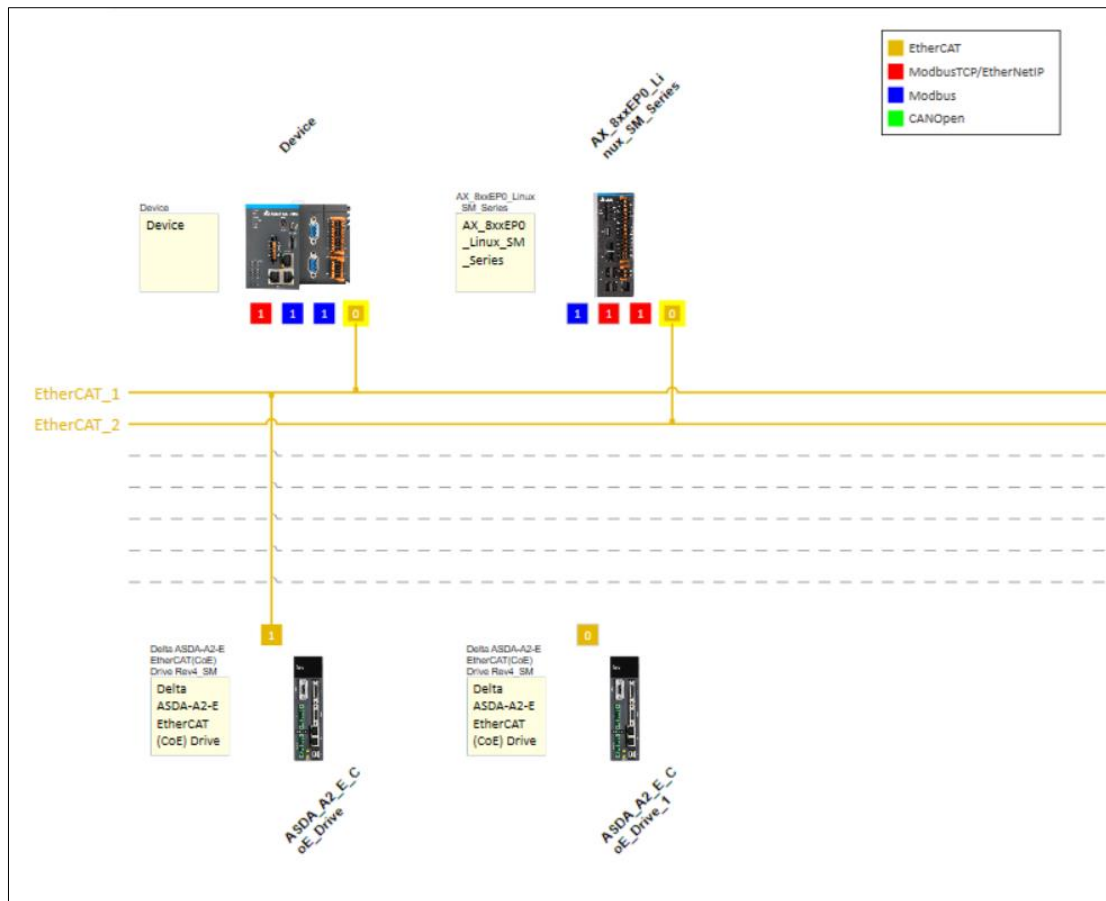 EtherCAT
ModbusTCP/EtherNetIP
Modbus
CANOpen
Device
AX_8xxEP0_Li
nux_SM_Series
Device
Device
AX_8xxEP0_Linux
_SM_Series
AX_8xxEP0
_Linux_SM
_Series
1 1 1 0
1 1 1 0
EtherCAT_1
EtherCAT_2
1
0
Delta ASDA-A2-E
EtherCAT(CoE)
Drive Rev4_SM
Delta
ASDA-A2-E
EtherCAT
(CoE) Drive
Delta ASDA-A2-E
EtherCAT(CoE)
Drive Rev4_SM
Delta
ASDA-A2-E
EtherCAT
(CoE) Drive
ASDA_A2_E_C
oE_Drive
ASDA_A2_E_C
oE_Drive_1